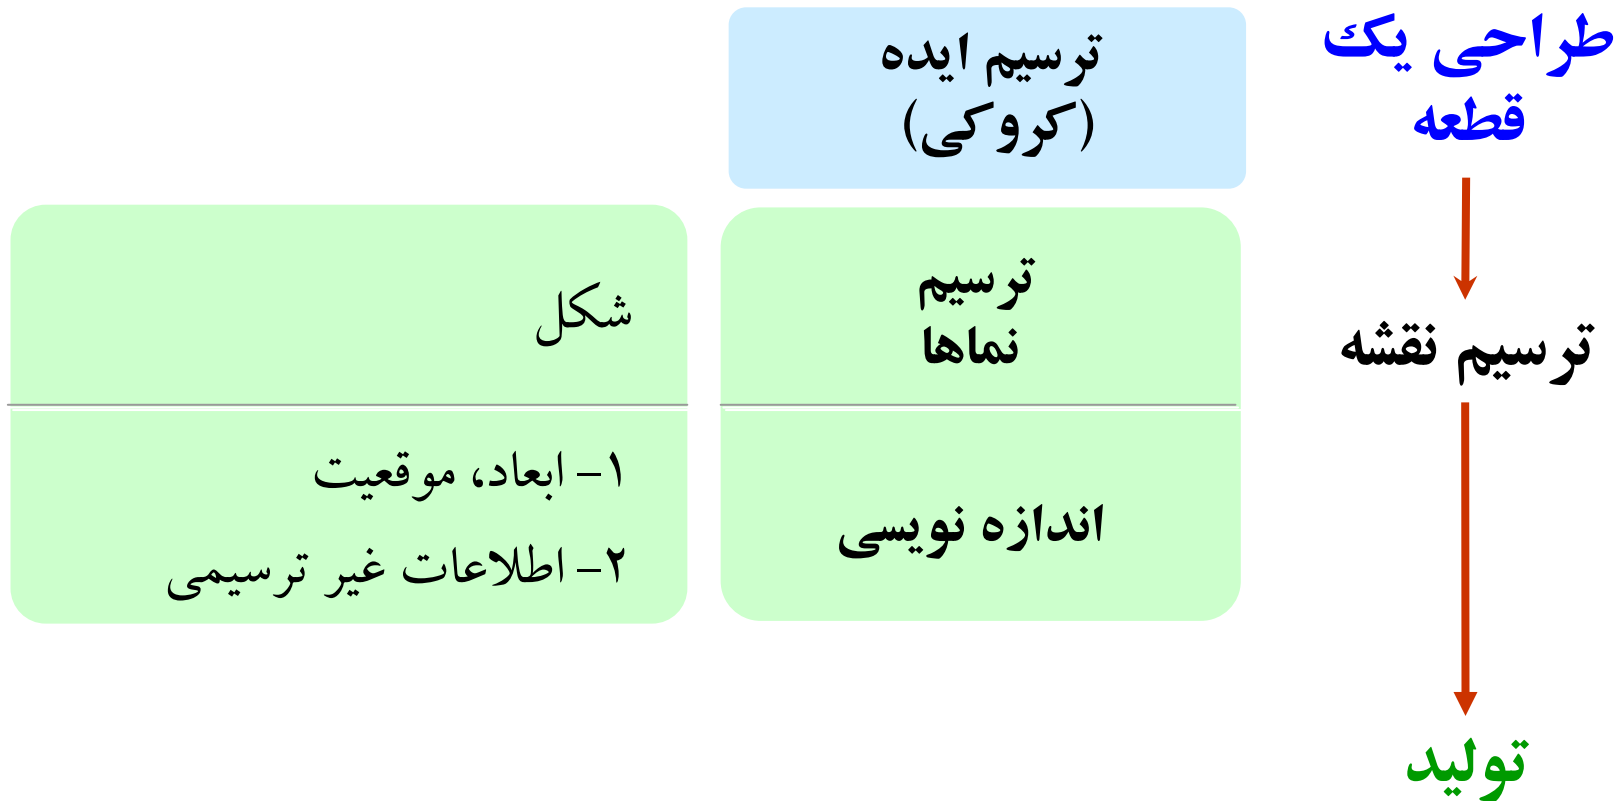 طراحی یک
قطعه
ترسیم ایده
(کروکی)
ترسیم نقشه
ترسیم
نماها
شکل
اندازه نویسی
۱– ابعاد، موقعیت
۲– اطلاعات غیر ترسیمی
تولید